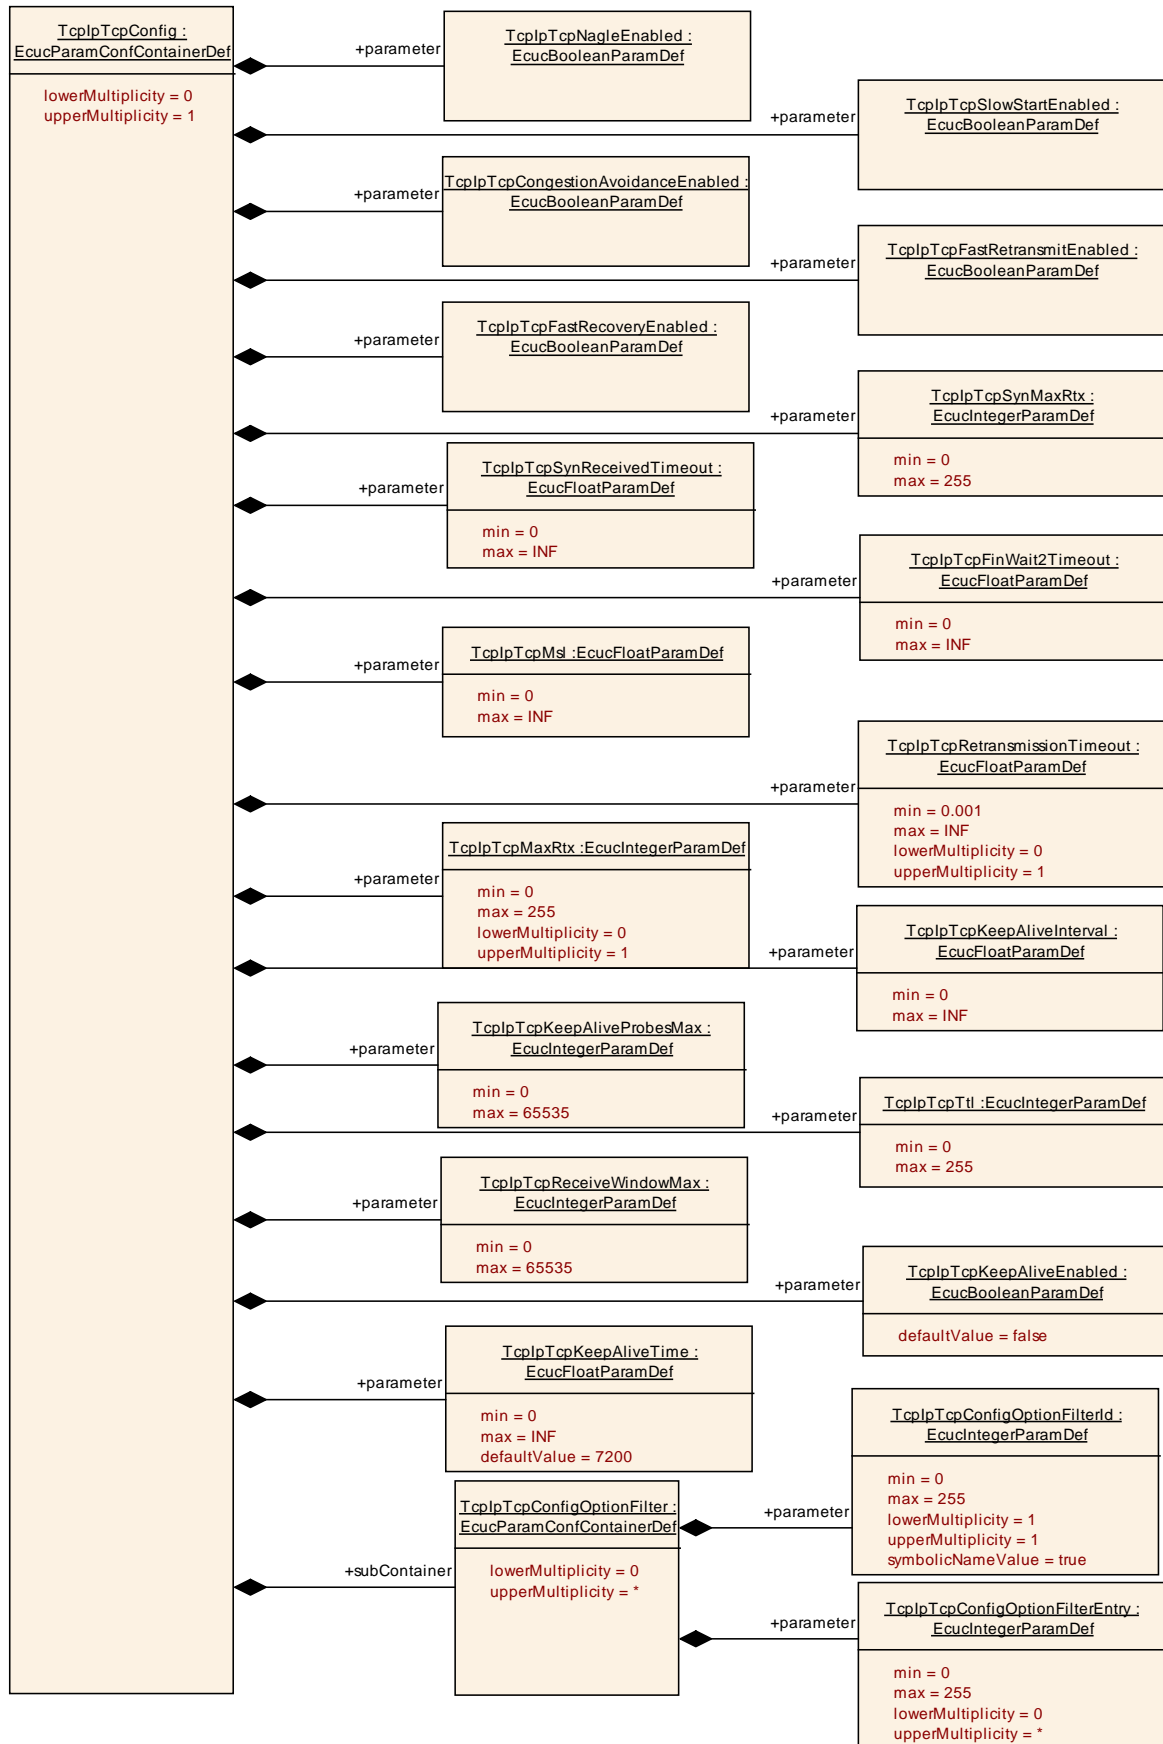 TcpIpTcpConfig :
EcucParamConfContainerDef
lowerMultiplicity = 0
upperMultiplicity = 1
+parameter
TcpIpTcpNagleEnabled :
EcucBooleanParamDef
+parameter
TcpIpTcpSlowStartEnabled :
EcucBooleanParamDef
+parameter
TcpIpTcpCongestionAvoidanceEnabled :
EcucBooleanParamDef
+parameter
TcpIpTcpFastRetransmitEnabled :
EcucBooleanParamDef
+parameter
TcpIpTcpFastRecoveryEnabled :
EcucBooleanParamDef
+parameter
TcpIpTcpSynMaxRtx :
EcucIntegerParamDef
min = 0
max = 255
+parameter
TcpIpTcpSynReceivedTimeout :
EcucFloatParamDef
min = 0
max = INF
+parameter
TcpIpTcpFinWait2Timeout :
EcucFloatParamDef
min = 0
max = INF
+parameter
TcpIpTcpMsl :EcucFloatParamDef
min = 0
max = INF
+parameter
TcpIpTcpRetransmissionTimeout :
EcucFloatParamDef
min = 0.001
max = INF
lowerMultiplicity = 0
upperMultiplicity = 1
+parameter
TcpIpTcpMaxRtx :EcucIntegerParamDef
min = 0
max = 255
lowerMultiplicity = 0
upperMultiplicity = 1
+parameter
TcpIpTcpKeepAliveInterval :
EcucFloatParamDef
min = 0
max = INF
+parameter
TcpIpTcpKeepAliveProbesMax :
EcucIntegerParamDef
min = 0
max = 65535
+parameter
TcpIpTcpTtl :EcucIntegerParamDef
min = 0
max = 255
+parameter
TcpIpTcpReceiveWindowMax :
EcucIntegerParamDef
min = 0
max = 65535
+parameter
TcpIpTcpKeepAliveEnabled :
EcucBooleanParamDef
defaultValue = false
+parameter
TcpIpTcpKeepAliveTime :
EcucFloatParamDef
min = 0
max = INF
defaultValue = 7200
+subContainer
TcpIpTcpConfigOptionFilter :
EcucParamConfContainerDef
lowerMultiplicity = 0
upperMultiplicity = *
+parameter
TcpIpTcpConfigOptionFilterId :
EcucIntegerParamDef
min = 0
max = 255
lowerMultiplicity = 1
upperMultiplicity = 1
symbolicNameValue = true
+parameter
TcpIpTcpConfigOptionFilterEntry :
EcucIntegerParamDef
min = 0
max = 255
lowerMultiplicity = 0
upperMultiplicity = *